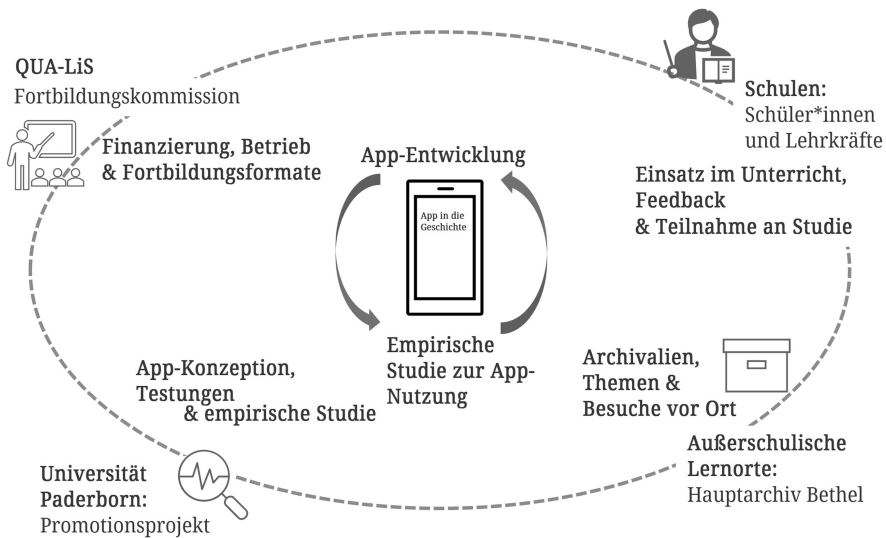 QUA-LiS
Fortbildungskommission
Finanzierung, Betrieb
& Fortbildungsformate
Schulen:
Schüler*innen
und Lehrkräfte
Einsatz im Unterricht,
Feedback
& Teilnahme an Studie
App-Entwicklung
App in die
Geschichte
Empirische
Studie zur App-
Nutzung
App-Konzeption,
Testungen
& empirische Studie
Universität
Paderborn:
Promotionsprojekt
Archivalien,
Themen &
Besuche vor Ort
Außerschulische
Lernorte:
Hauptarchiv Bethel